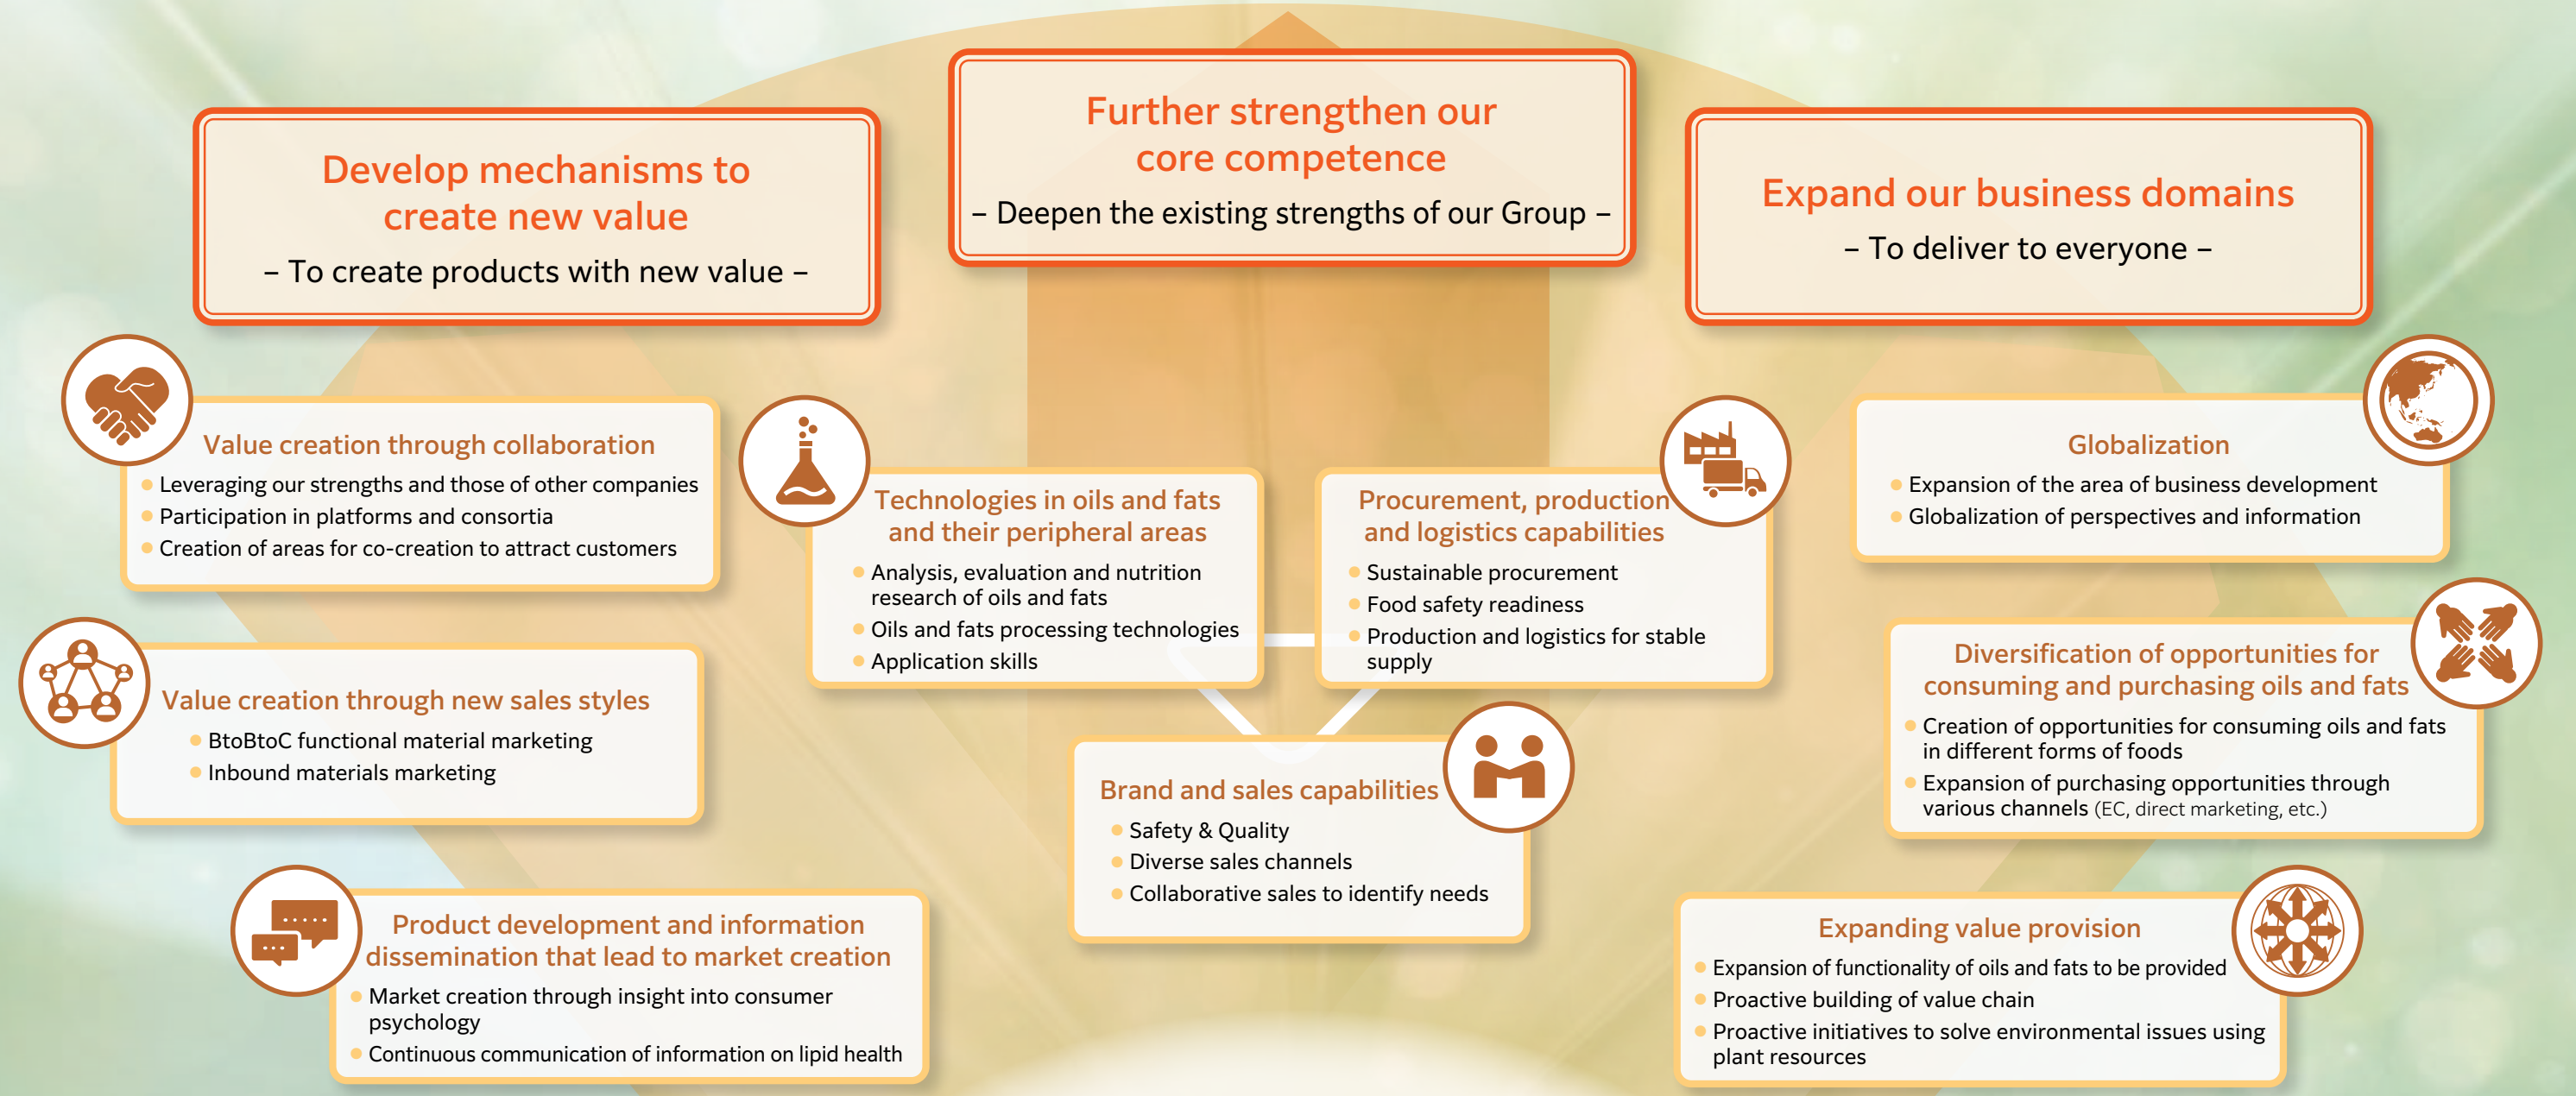 Develop mechanisms to
create new value
– To create products with new value –
Further strengthen our
core competence
– Deepen the existing strengths of our Group –
Expand our business domains
– To deliver to everyone –
Value creation through collaboration
Leveraging our strengths and those of other companies
Participation in platforms and consortia
Creation of areas for co-creation to attract customers
Value creation through new sales styles
BtoBtoC functional material marketing
Inbound materials marketing
Product development and information
dissemination that lead to market creation
Market creation through insight into consumer
psychology
Continuous communication of information on lipid health
Technologies in oils and fats
and their peripheral areas
Analysis, evaluation and nutrition
research of oils and fats
Oils and fats processing technologies
Application skills
Procurement, production
and logistics capabilities
Sustainable procurement
Food safety readiness
Production and logistics for stable
supply
Brand and sales capabilities
Safety & Quality
Diverse sales channels
Collaborative sales to identify needs
Globalization
Expansion of the area of business development
Globalization of perspectives and information
Diversification of opportunities for
consuming and purchasing oils and fats
Creation of opportunities for consuming oils and fats
in different forms of foods
Expansion of purchasing opportunities through
various channels (EC, direct marketing, etc.)
Expanding value provision
Expansion of functionality of oils and fats to be provided
Proactive building of value chain
Proactive initiatives to solve environmental issues using
plant resources